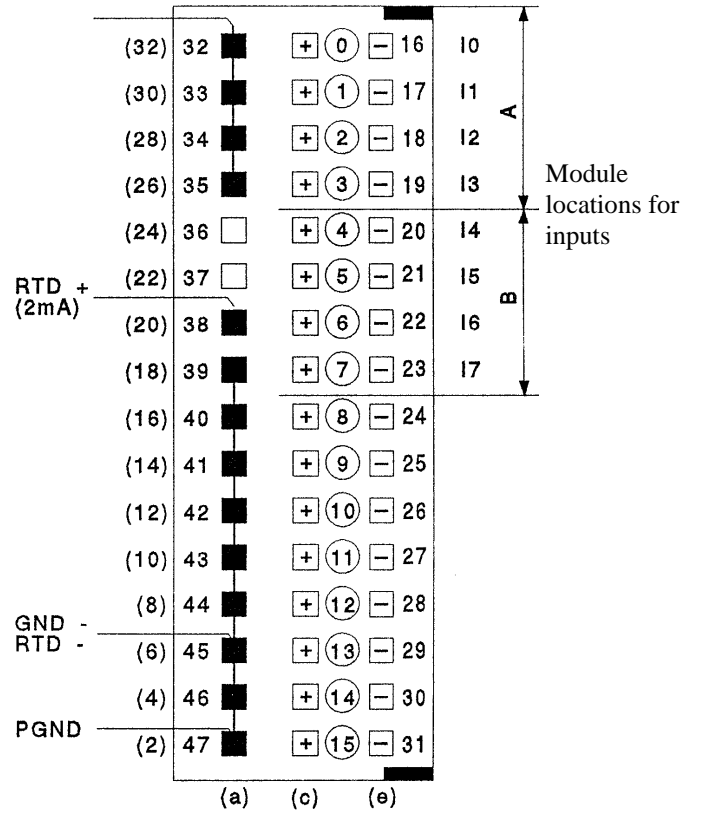 (32) 32 + 0 − 16 I0
(30) 33 + 1 − 17 I1
A
(28) 34 + 2 − 18 I2
(26) 35 + 3 − 19 I3
Module
locations for
inputs
(24) 36 + 4 − 20 I4
(22) 37 + 5 − 21 I5
B
RTD +
(2mA)
(20) 38 + 6 − 22 I6
(18) 39 + 7 − 23 I7
(16) 40 + 8 − 24
(14) 41 + 9 − 25
(12) 42 + 10 − 26
(10) 43 + 11 − 27
(8) 44 + 12 − 28
GND -
RTD -
(6) 45 + 13 − 29
(4) 46 + 14 − 30
PGND
(2) 47 + 15 − 31
(a) (c) (e)